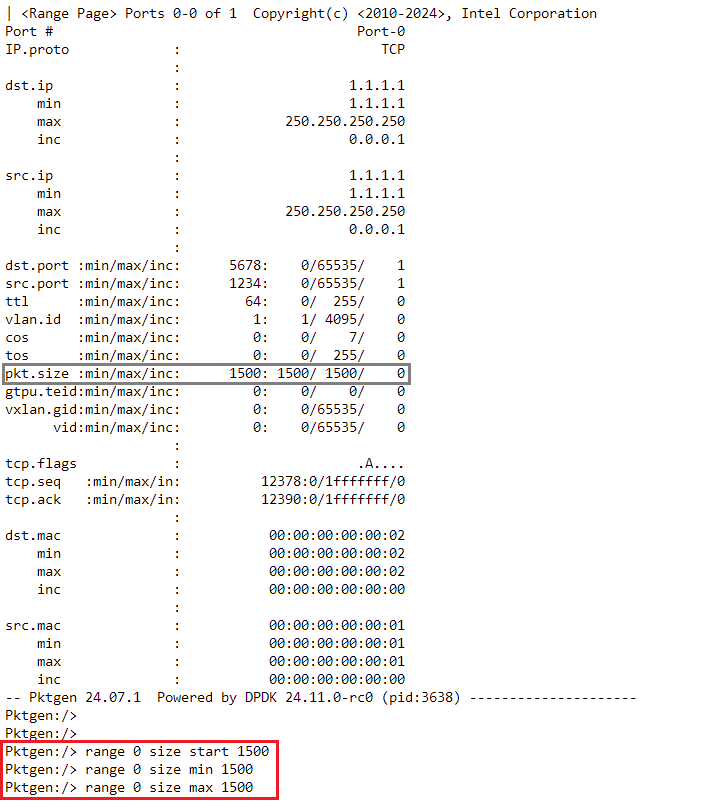 | <Range Page> Ports 0-0 of 1  Copyright(c) <2010-2024>, Intel Corporation
Port #                                      Port-0
IP.proto             :                         TCP
                     :
dst.ip               :                     1.1.1.1
    min              :                     1.1.1.1
    max              :             250.250.250.250
    inc              :                     0.0.0.1
                     :
src.ip               :                     1.1.1.1
    min              :                     1.1.1.1
    max              :             250.250.250.250
    inc              :                     0.0.0.1
                     :
dst.port :min/max/inc:      5678:    0/65535/    1
src.port :min/max/inc:      1234:    0/65535/    1
ttl      :min/max/inc:        64:    0/  255/    0
vlan.id  :min/max/inc:         1:    1/ 4095/    0
cos      :min/max/inc:         0:    0/    7/    0
tos      :min/max/inc:         0:    0/  255/    0
pkt.size :min/max/inc:      1500: 1500/ 1500/    0
gtpu.teid:min/max/inc:         0:    0/    0/    0
vxlan.gid:min/max/inc:         0:    0/65535/    0
      vid:min/max/inc:         0:    0/65535/    0
                     :
tcp.flags            :                      .A....
tcp.seq   :min/max/in:          12378:0/1fffffff/0
tcp.ack   :min/max/in:          12390:0/1fffffff/0
                     :
dst.mac              :           00:00:00:00:00:02
    min              :           00:00:00:00:00:02
    max              :           00:00:00:00:00:02
    inc              :           00:00:00:00:00:00
                     :
src.mac              :           00:00:00:00:00:01
    min              :           00:00:00:00:00:01
    max              :           00:00:00:00:00:01
    inc              :           00:00:00:00:00:00
-- Pktgen 24.07.1  Powered by DPDK 24.11.0-rc0 (pid:3638) ---------------------
Pktgen:/>
Pktgen:/>
Pktgen:/> range 0 size start 1500
Pktgen:/> range 0 size min 1500
Pktgen:/> range 0 size max 1500